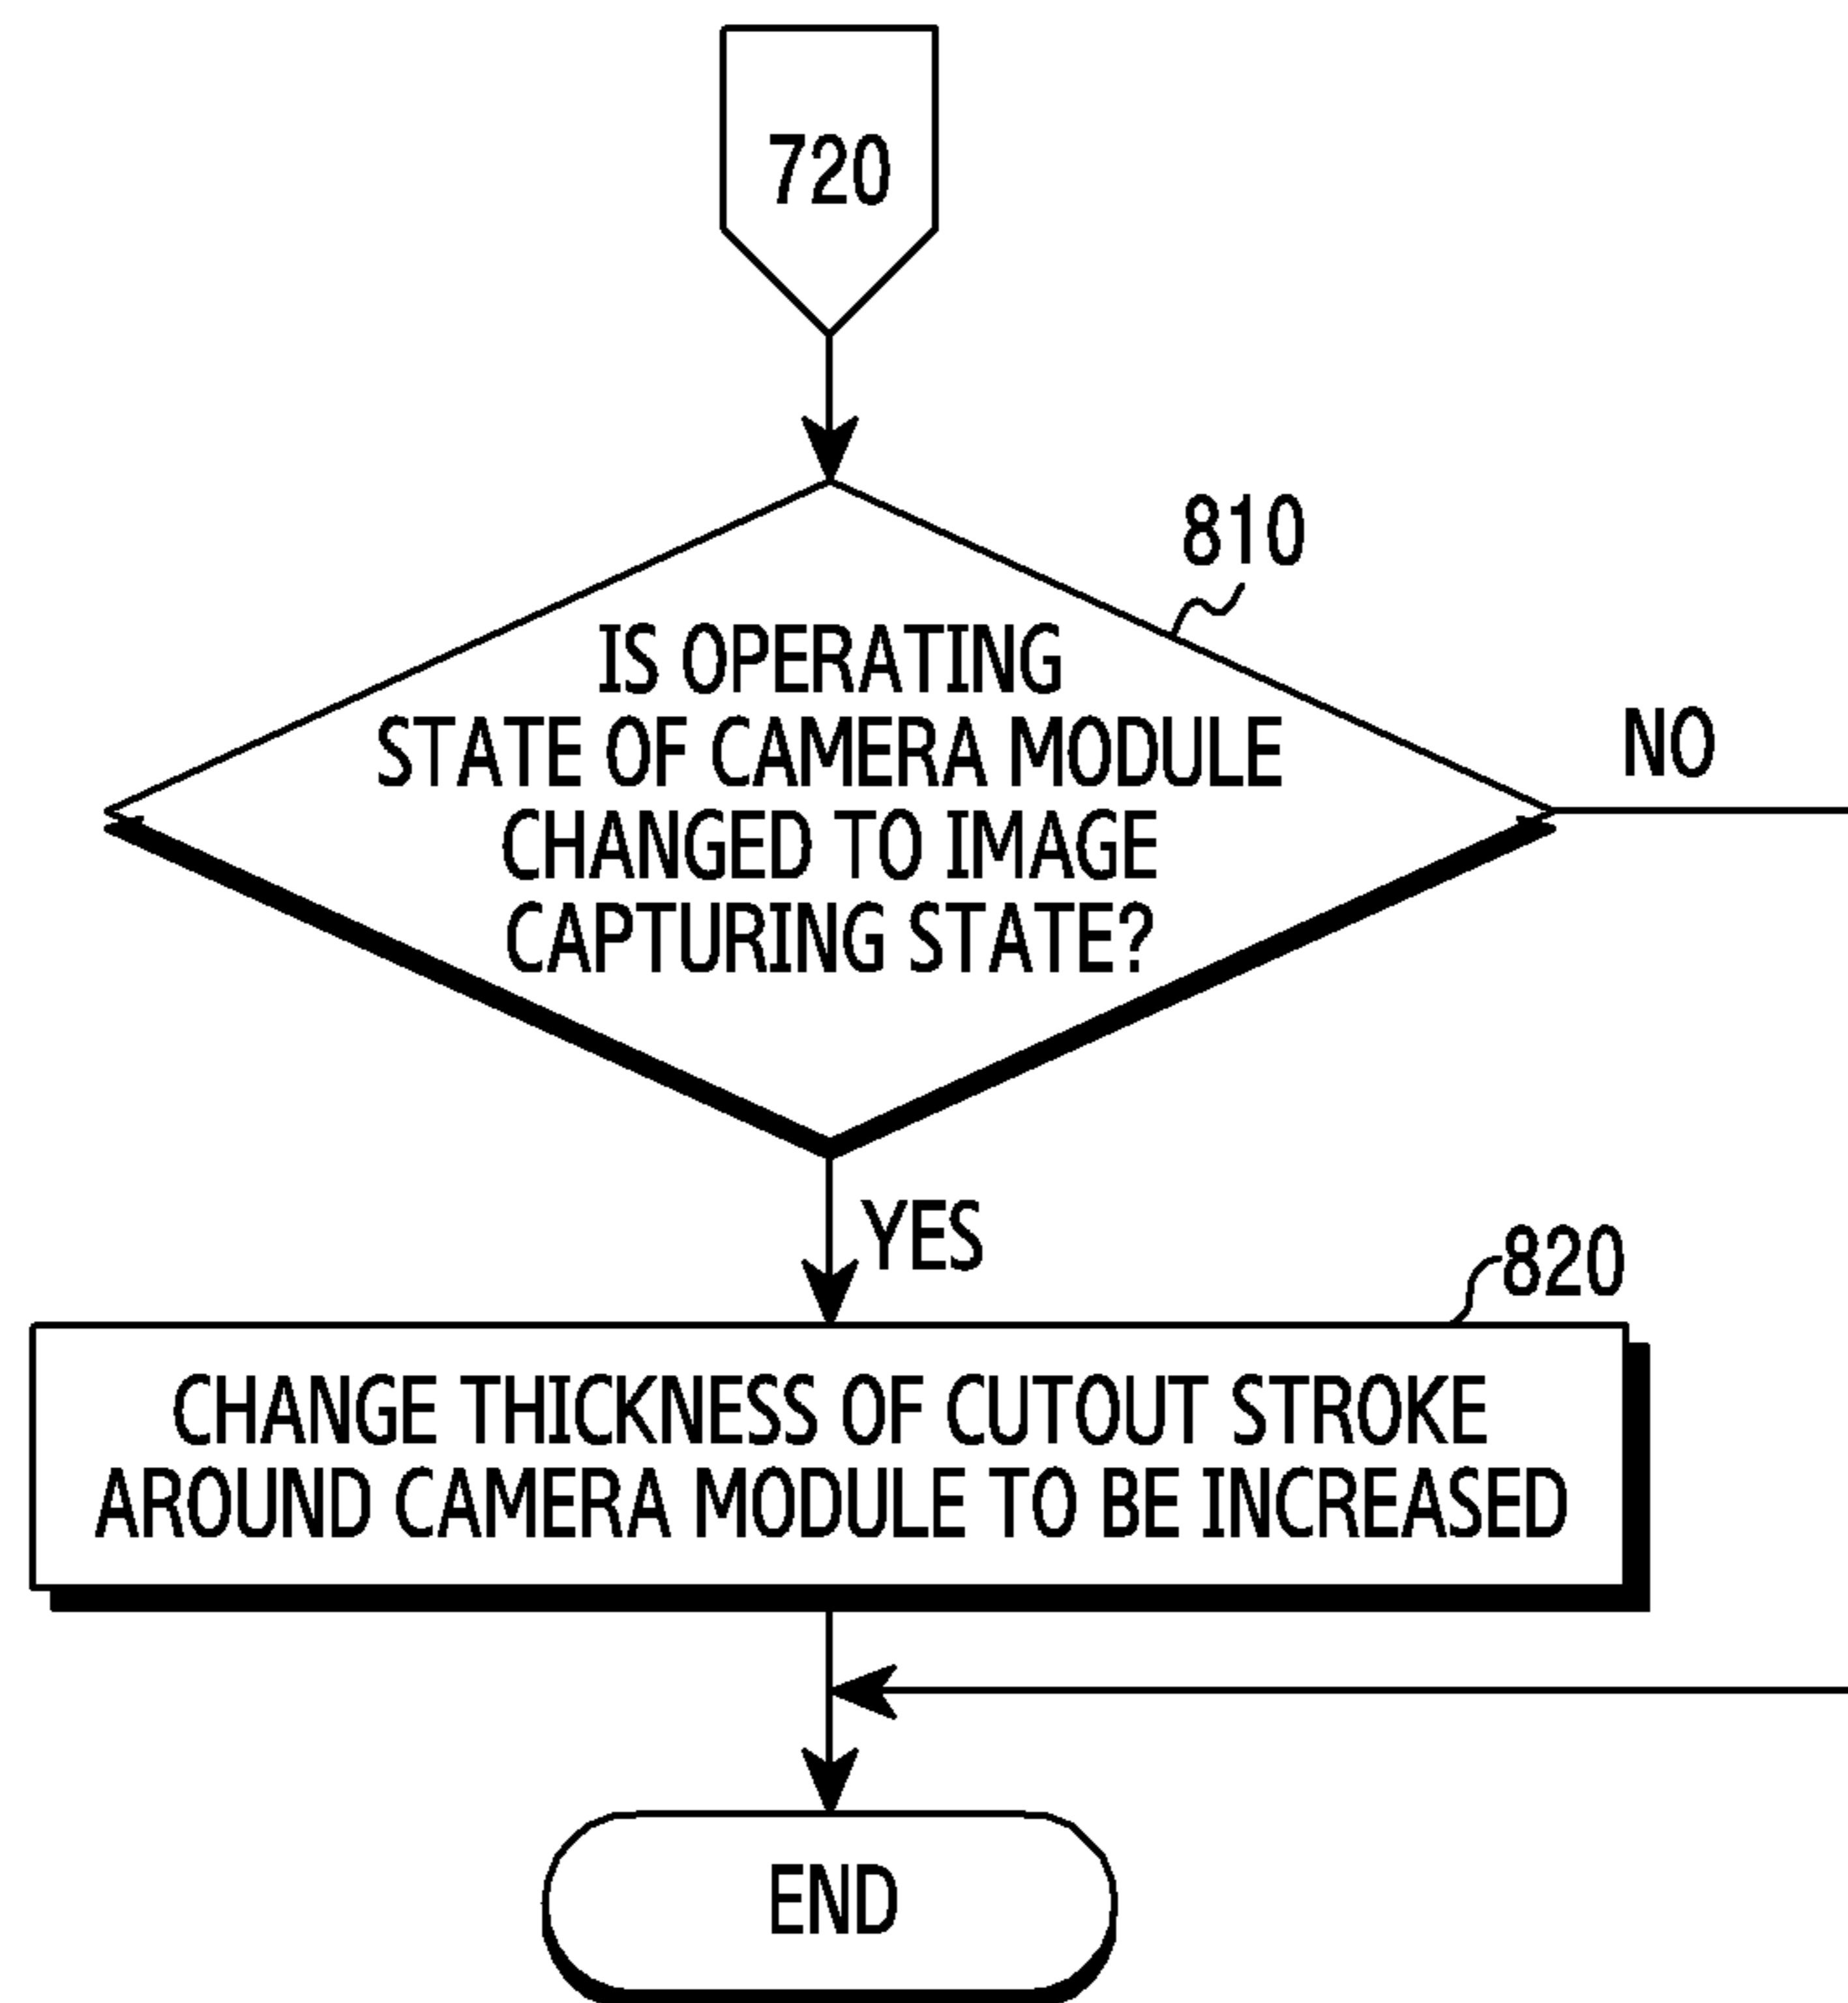 720
810
IS OPERATING
STATE OF CAMERA MODULE
CHANGED TO IMAGE
CAPTURING STATE?
NO
YES
820
CHANGE THICKNESS OF CUTOUT STROKE
AROUND CAMERA MODULE TO BE INCREASED
END